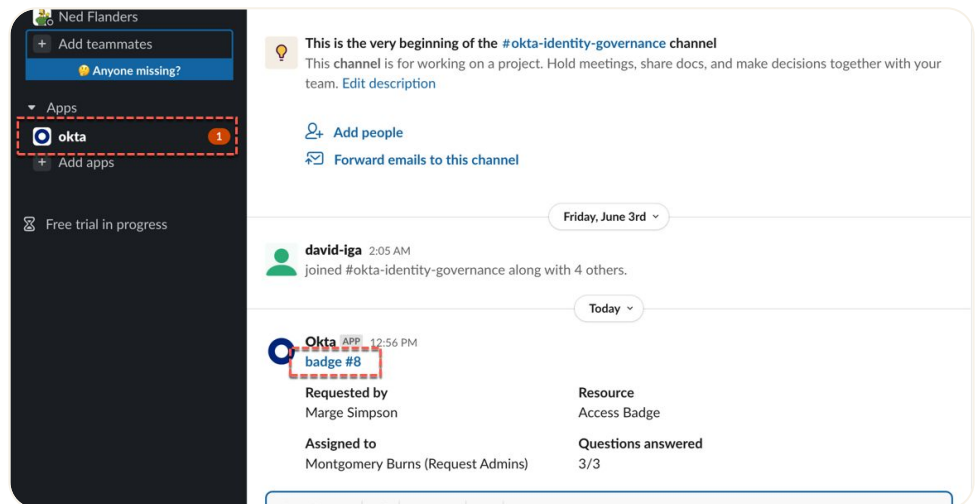 Ned Flanders
+ Add teammates
🤔 Anyone missing?
Apps
okta 1
+ Add apps
Free trial in progress
This is the very beginning of the #okta-identity-governance channel
This channel is for working on a project. Hold meetings, share docs, and make decisions together with your
team. Edit description
Add people
Forward emails to this channel
Friday, June 3rd
david-iga 2:05 AM
joined #okta-identity-governance along with 4 others.
Today
Okta APP 12:56 PM
badge #8
Requested by
Marge Simpson
Resource
Access Badge
Assigned to
Montgomery Burns (Request Admins)
Questions answered
3/3